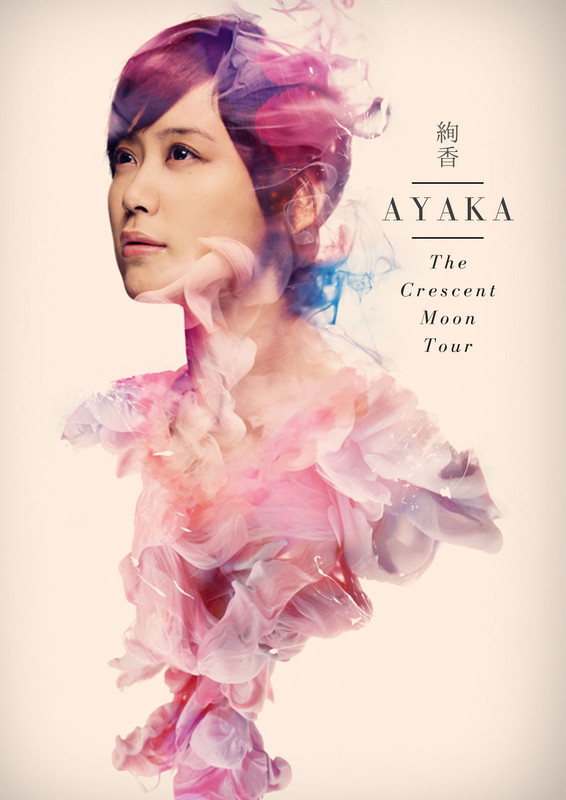 絢
香
AYAKA
The
Crescent
Moon
Tour